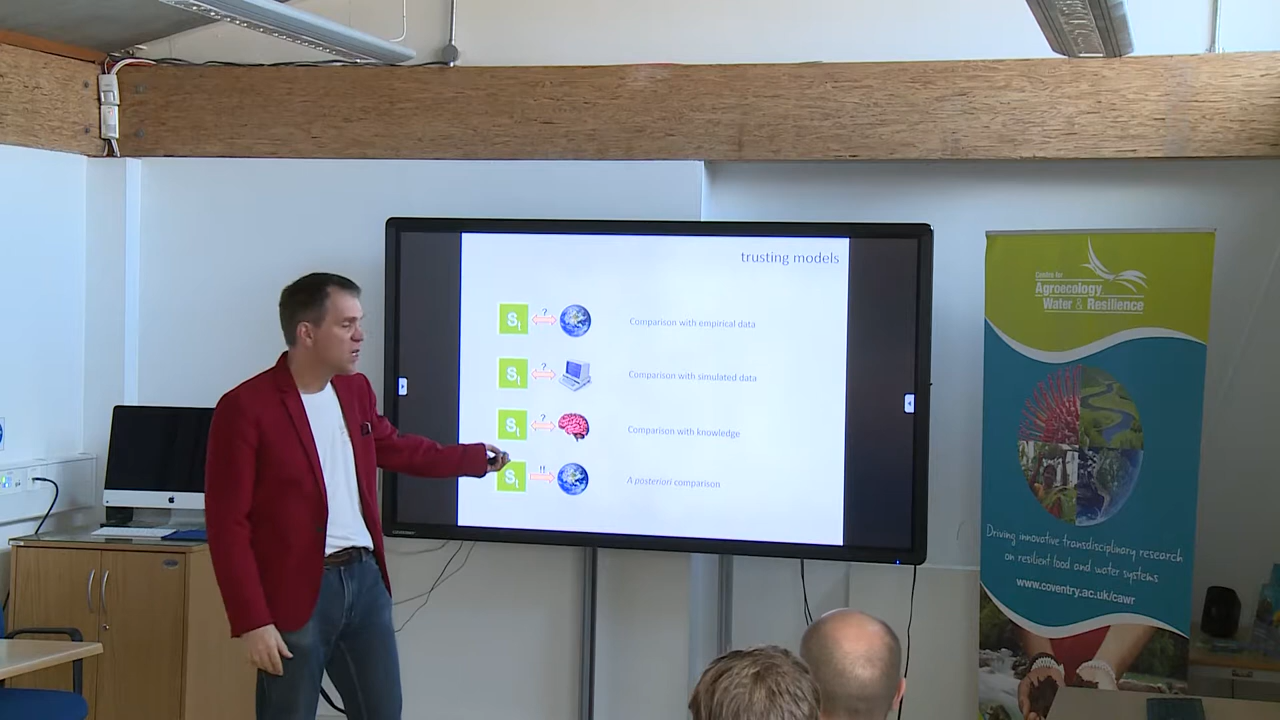 trusting models
St ? Comparison with empirical data
St ? Comparison with simulated data
St ? Comparison with knowledge
St !! A posteriori comparison
Centre for
Agroecology,
Water & Resilience
Driving innovative transdisciplinary research
on resilient food and water systems
www.coventry.ac.uk/cawr